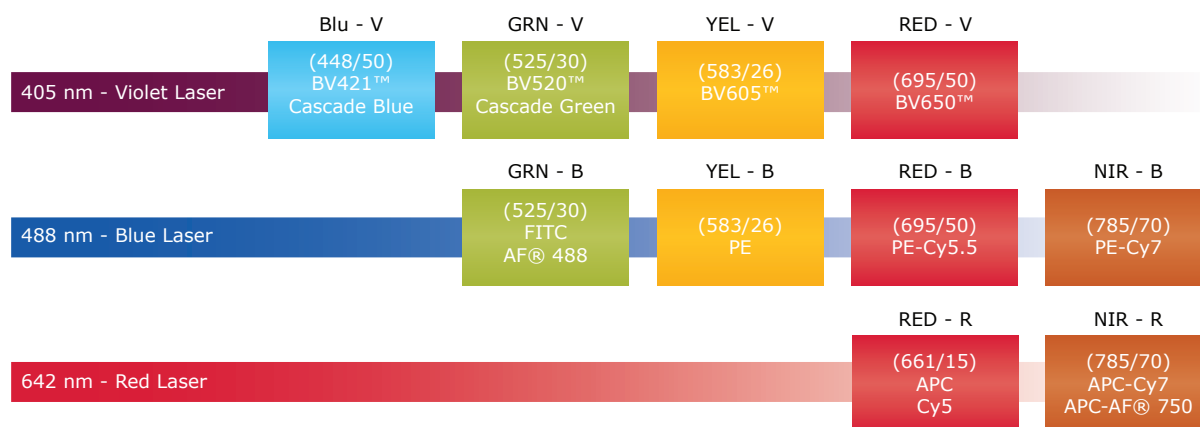 Blu - V
GRN - V
YEL - V
RED - V
405 nm - Violet Laser
(448/50)
BV421™
Cascade Blue
(525/30)
BV520™
Cascade Green
(583/26)
BV605™
(695/50)
BV650™
GRN - B
YEL - B
RED - B
NIR - B
488 nm - Blue Laser
(525/30)
FITC
AF® 488
(583/26)
PE
(695/50)
PE-Cy5.5
(785/70)
PE-Cy7
RED - R
NIR - R
642 nm - Red Laser
(661/15)
APC
Cy5
(785/70)
APC-Cy7
APC-AF® 750